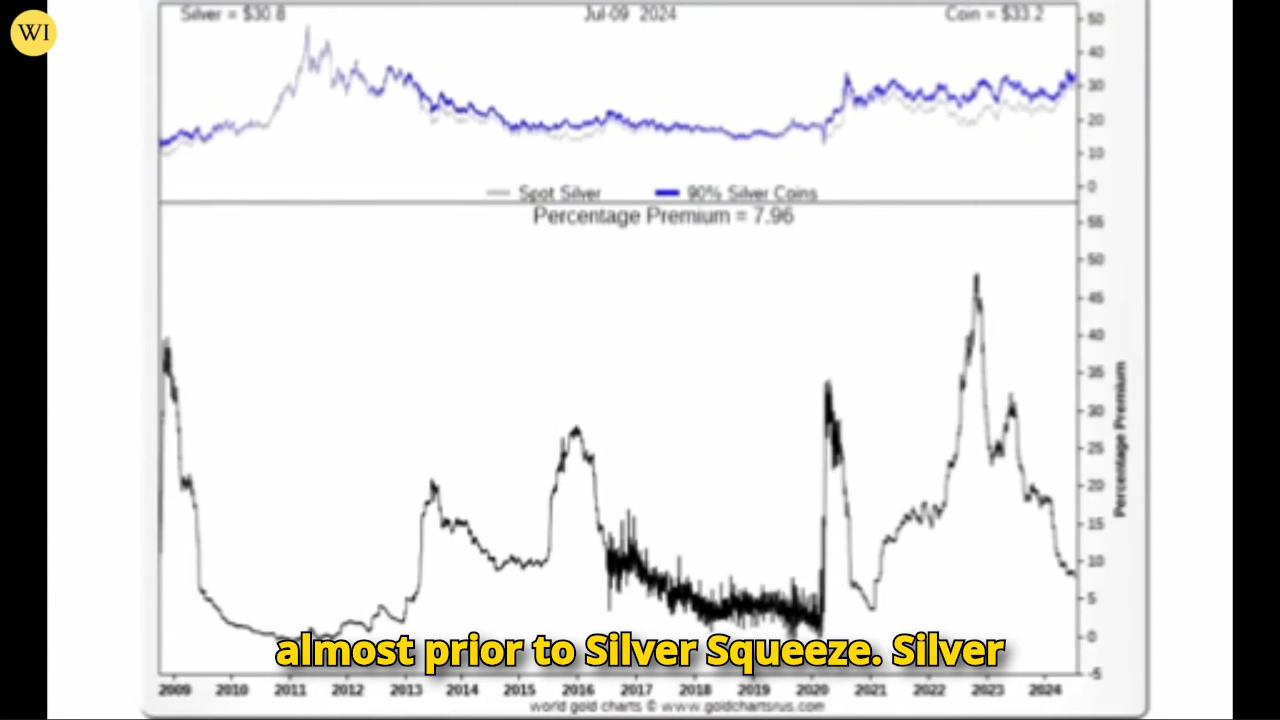 WI
Silver = $30.8 Jul-09 2024 Coin = $33.2
50
40
30
20
10
0
Spot Silver 90% Silver Coins
Percentage Premium = 7.96
55
50
45
40
35
30
25
20
15
10
5
0
-5
Percentage Premium
almost prior to Silver Squeeze. Silver
2009 2010 2011 2012 2013 2014 2015 2016 2017 2018 2019 2020 2021 2022 2023 2024
world gold charts © www.goldchartsrus.com